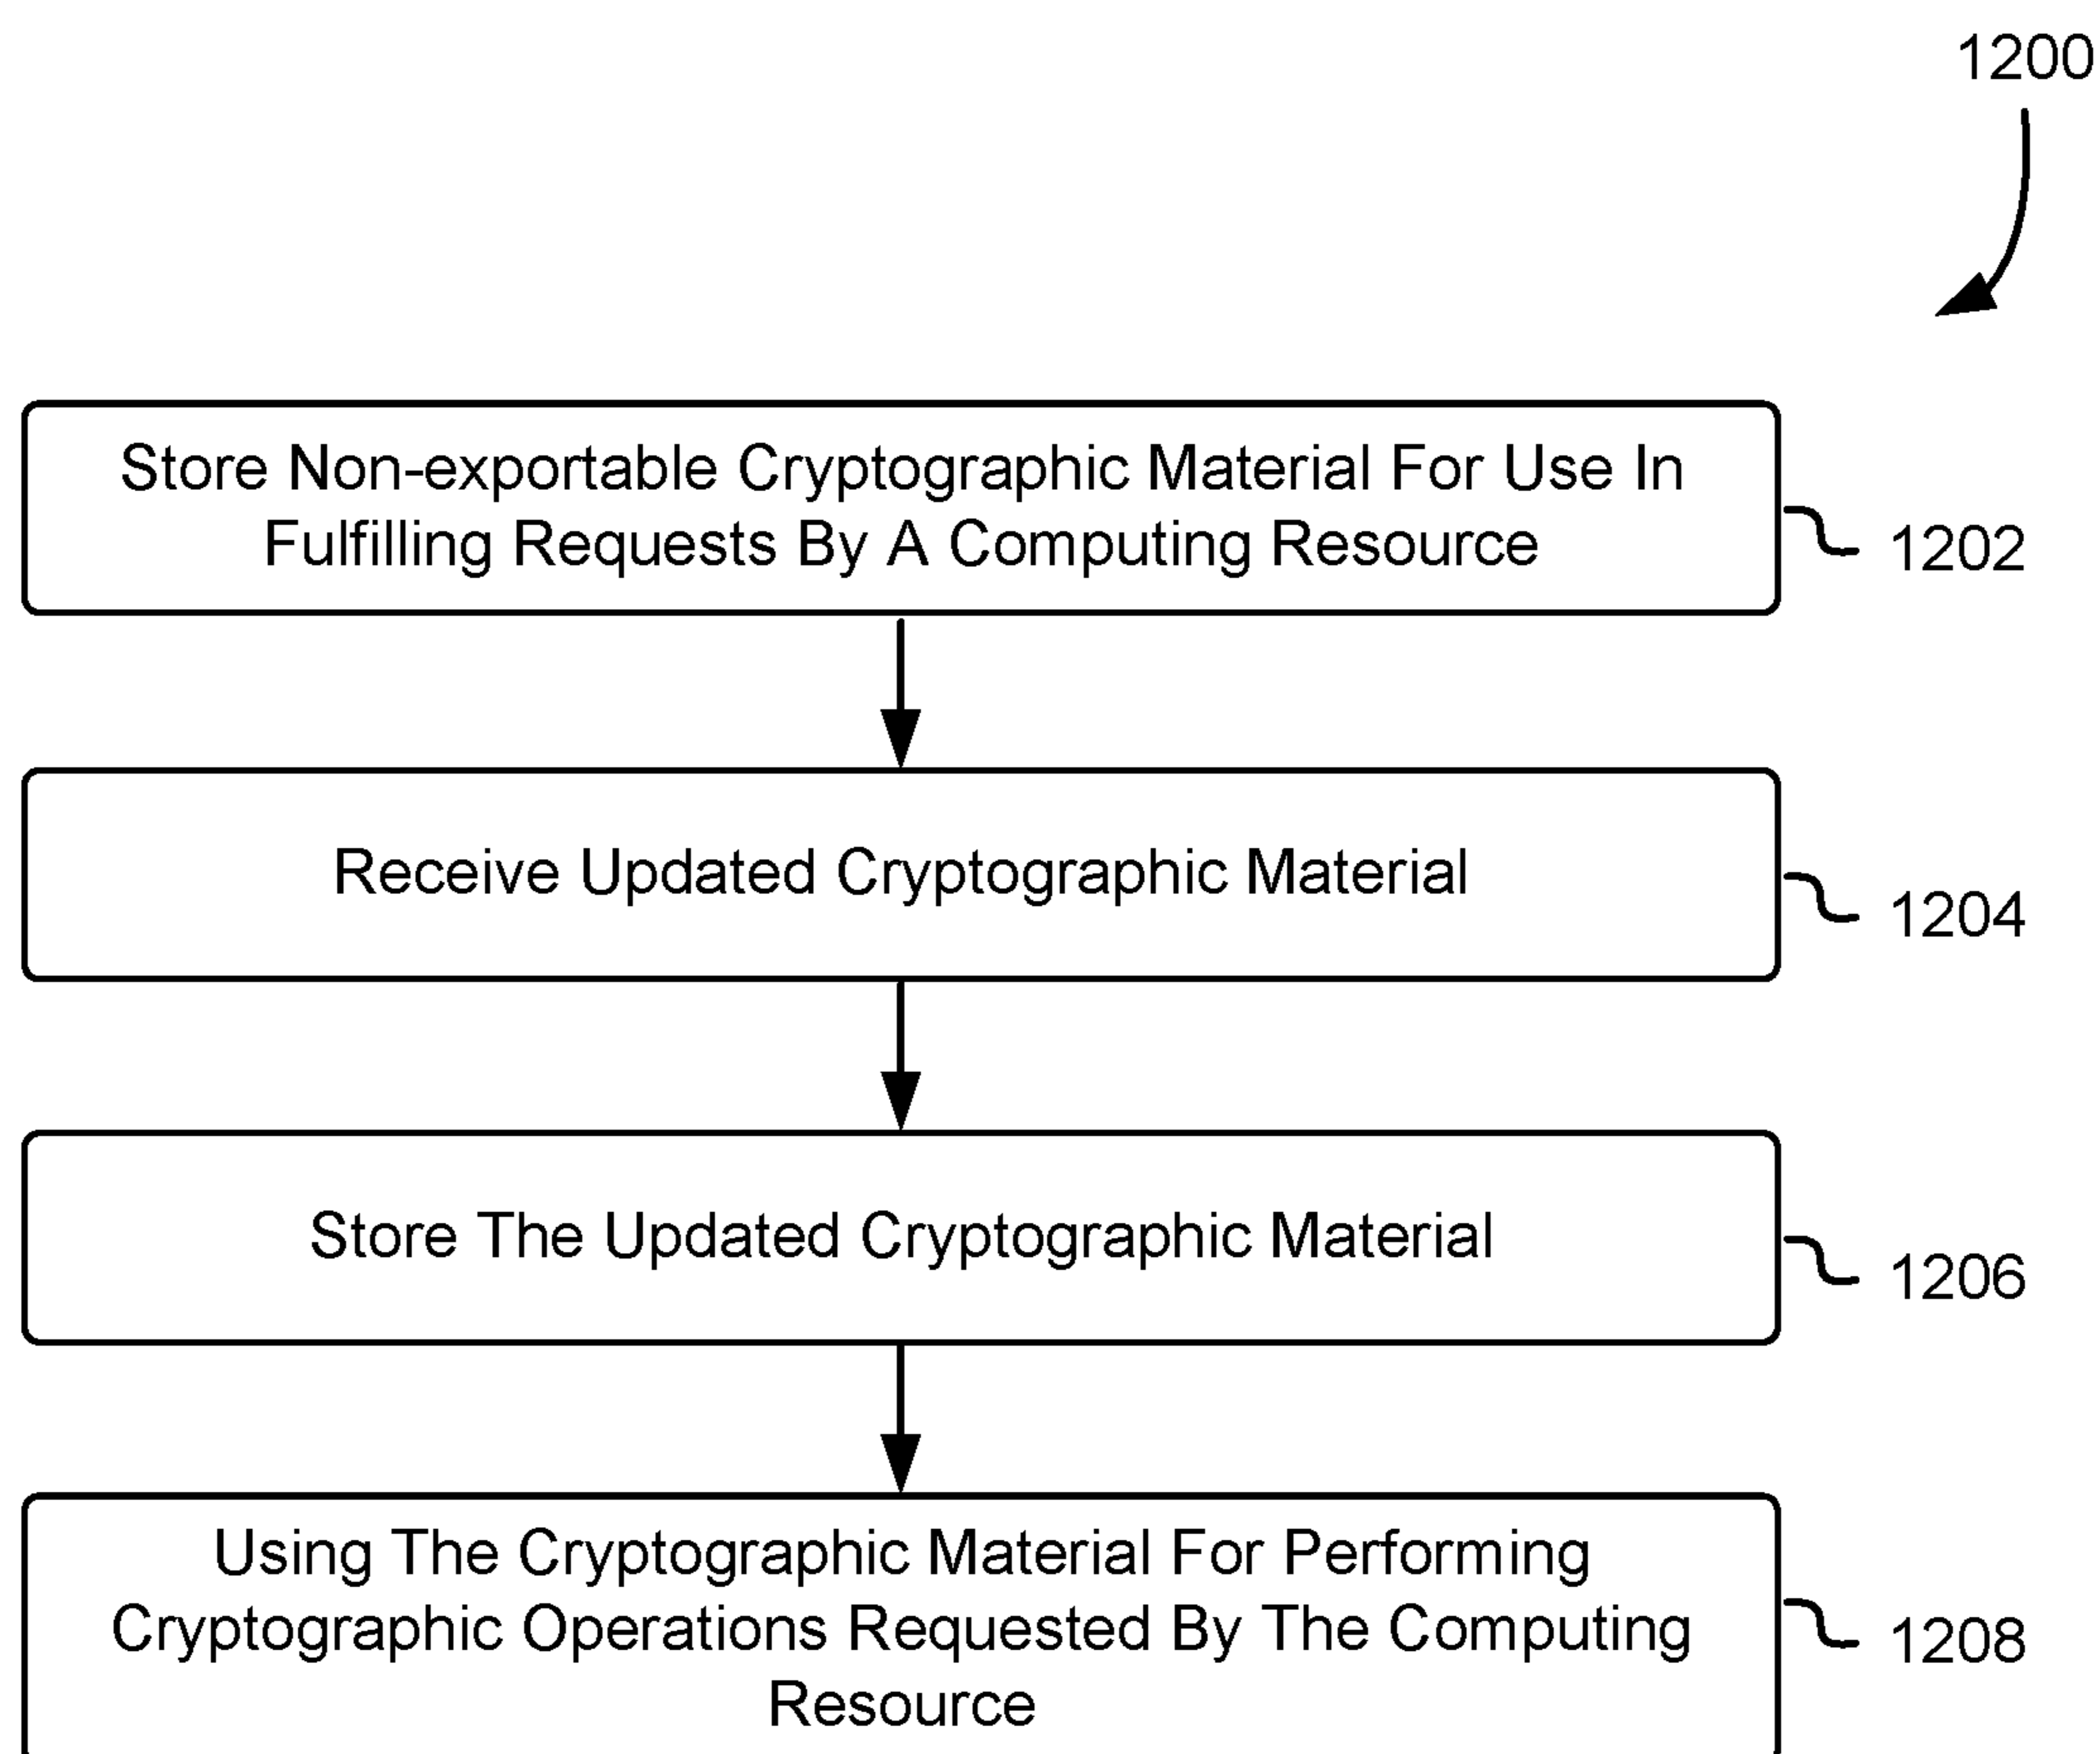 1200
Store Non-exportable Cryptographic Material For Use In
Fulfilling Requests By A Computing Resource
1202
Receive Updated Cryptographic Material
1204
Store The Updated Cryptographic Material
1206
Using The Cryptographic Material For Performing
Cryptographic Operations Requested By The Computing
Resource
1208